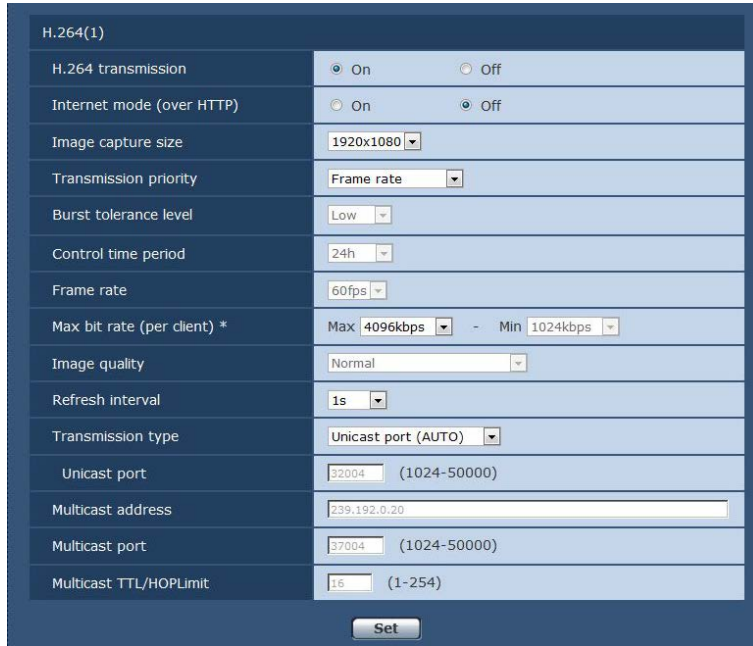 H.264(1)
H.264 transmission On Off
Internet mode (over HTTP) On Off
Image capture size 1920x1080
Transmission priority Frame rate
Burst tolerance level Low
Control time period 24h
Frame rate 60fps
Max bit rate (per client) * Max 4096kbps - Min 1024kbps
Image quality Normal
Refresh interval 1s
Transmission type Unicast port (AUTO)
Unicast port 32004 (1024-50000)
Multicast address 239.192.0.20
Multicast port 37004 (1024-50000)
Multicast TTL/HOPLimit 16 (1-254)
Set